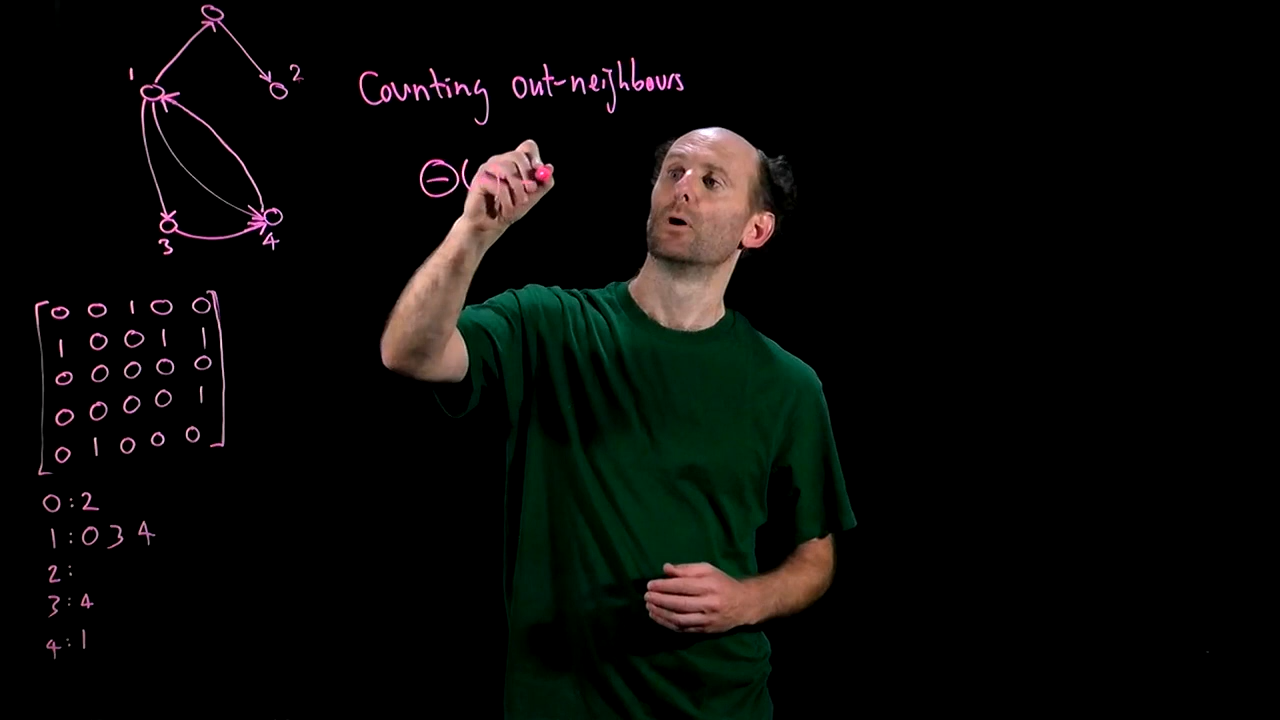 1
2
3
4
Counting out-neighbours
Θ(
0 0 1 0 0
1 0 0 1 1
0 0 0 0 0
0 0 0 0 1
0 1 0 0 0
0:2
1:0 3 4
2:
3:4
4:1